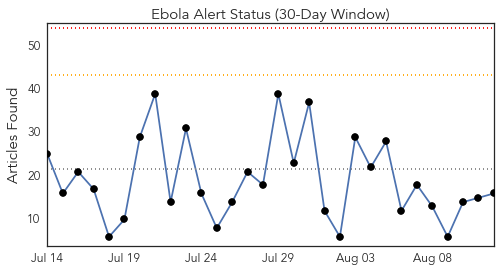 Ebola Alert Status (30-Day Window)
Articles Found
50
40
30
20
10
Jul 14
Jul 19
Jul 24
Jul 29
Aug 03
Aug 08